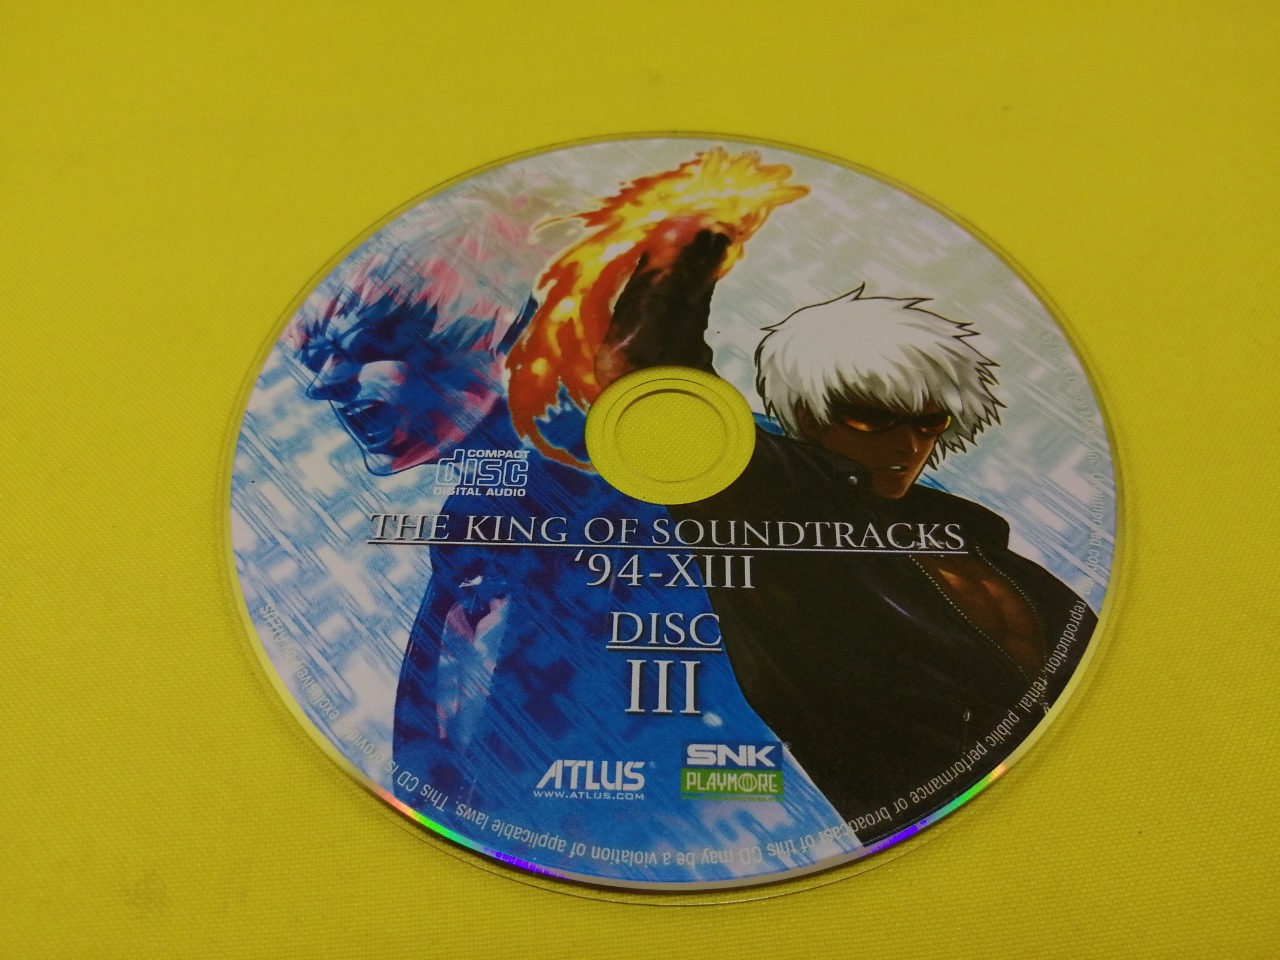 COMPACT
disc
DIGITAL AUDIO
THE KING OF SOUNDTRACKS
'94-XIII
DISC
III
ATLUS®
WWW.ATLUS.COM
SNK®
PLAYMORE
reproduction, rental, public performance or broadcast of this CD may be a violation of applicable laws. This CD is
exclusively